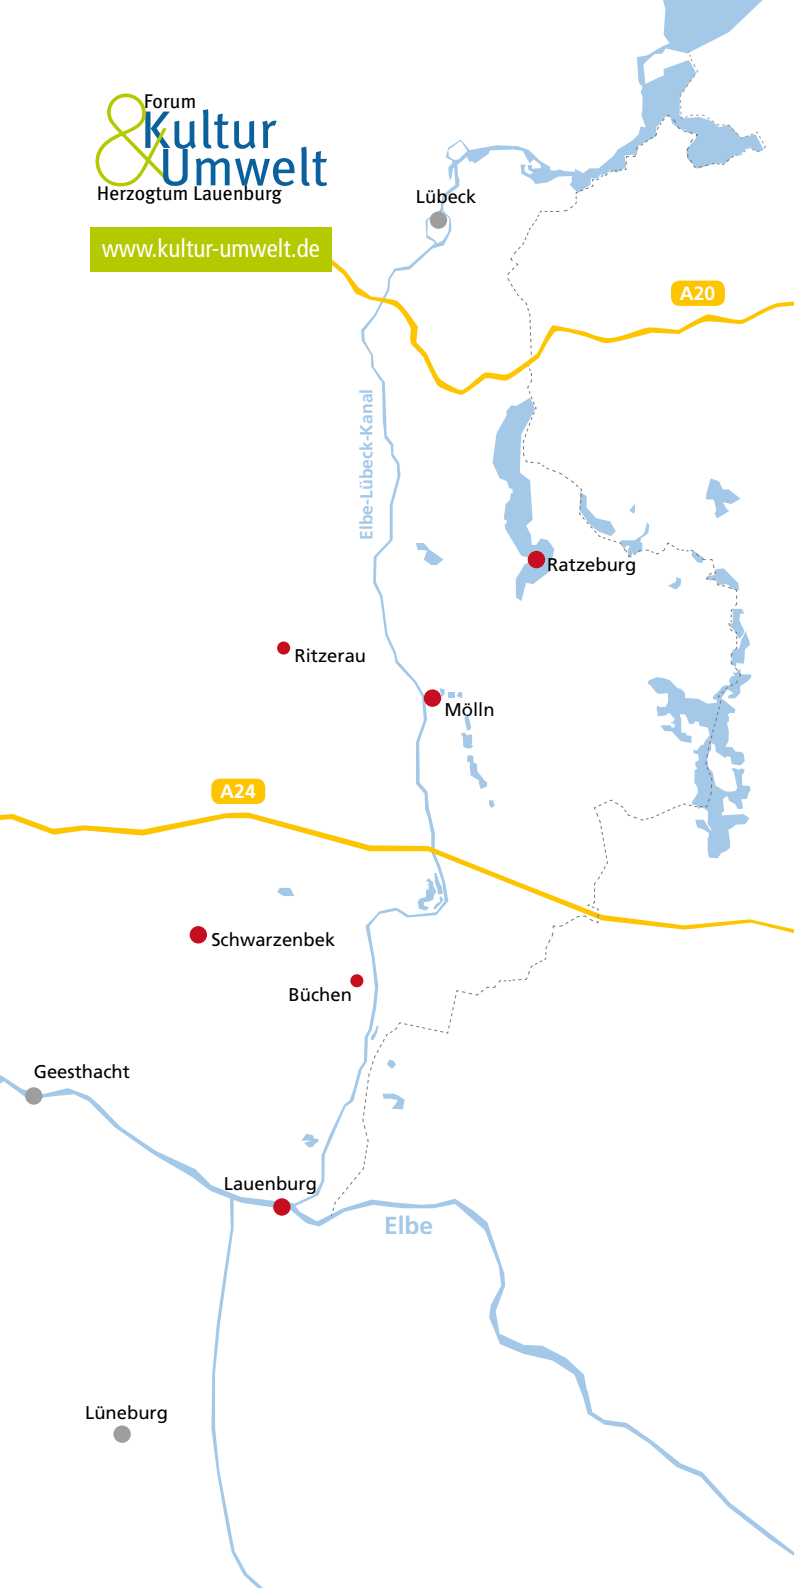 Forum
& Kultur
Umwelt
Herzogtum Lauenburg
www.kultur-umwelt.de
Lübeck
A20
Elbe-Lübeck-Kanal
Ratzeburg
Ritzerau
Mölln
A24
Schwarzenbek
Büchen
Geesthacht
Lauenburg
Elbe
Lüneburg